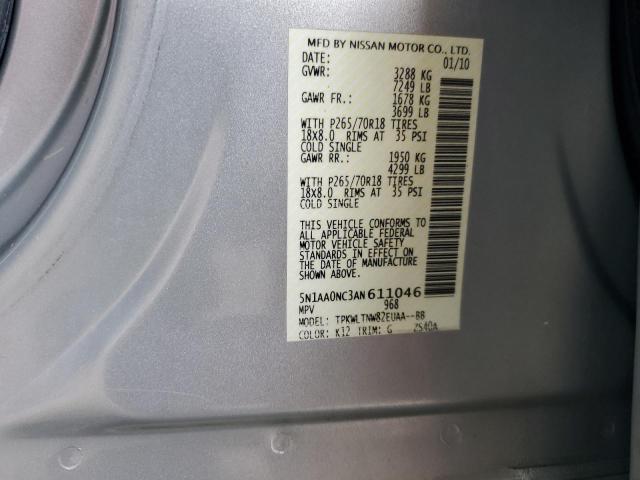 MFD BY NISSAN MOTOR CO., LTD.
DATE: 01/10
GVWR: 3288 KG
7249 LB
GAWR FR.: 1678 KG
3699 LB
WITH P265/70R18 TIRES
18X8.0 RIMS AT 35 PSI
COLD SINGLE
GAWR RR.: 1950 KG
4299 LB
WITH P265/70R18 TIRES
18X8.0 RIMS AT 35 PSI
COLD SINGLE
THIS VEHICLE CONFORMS TO
ALL APPLICABLE FEDERAL
MOTOR VEHICLE SAFETY
STANDARDS IN EFFECT ON
THE DATE OF MANUFACTURE
SHOWN ABOVE.
5N1AA0NC3AN611046
MPV 968
MODEL: TPKWLTNW82EUAA--BB
COLOR: K12 TRIM: G ZS40A